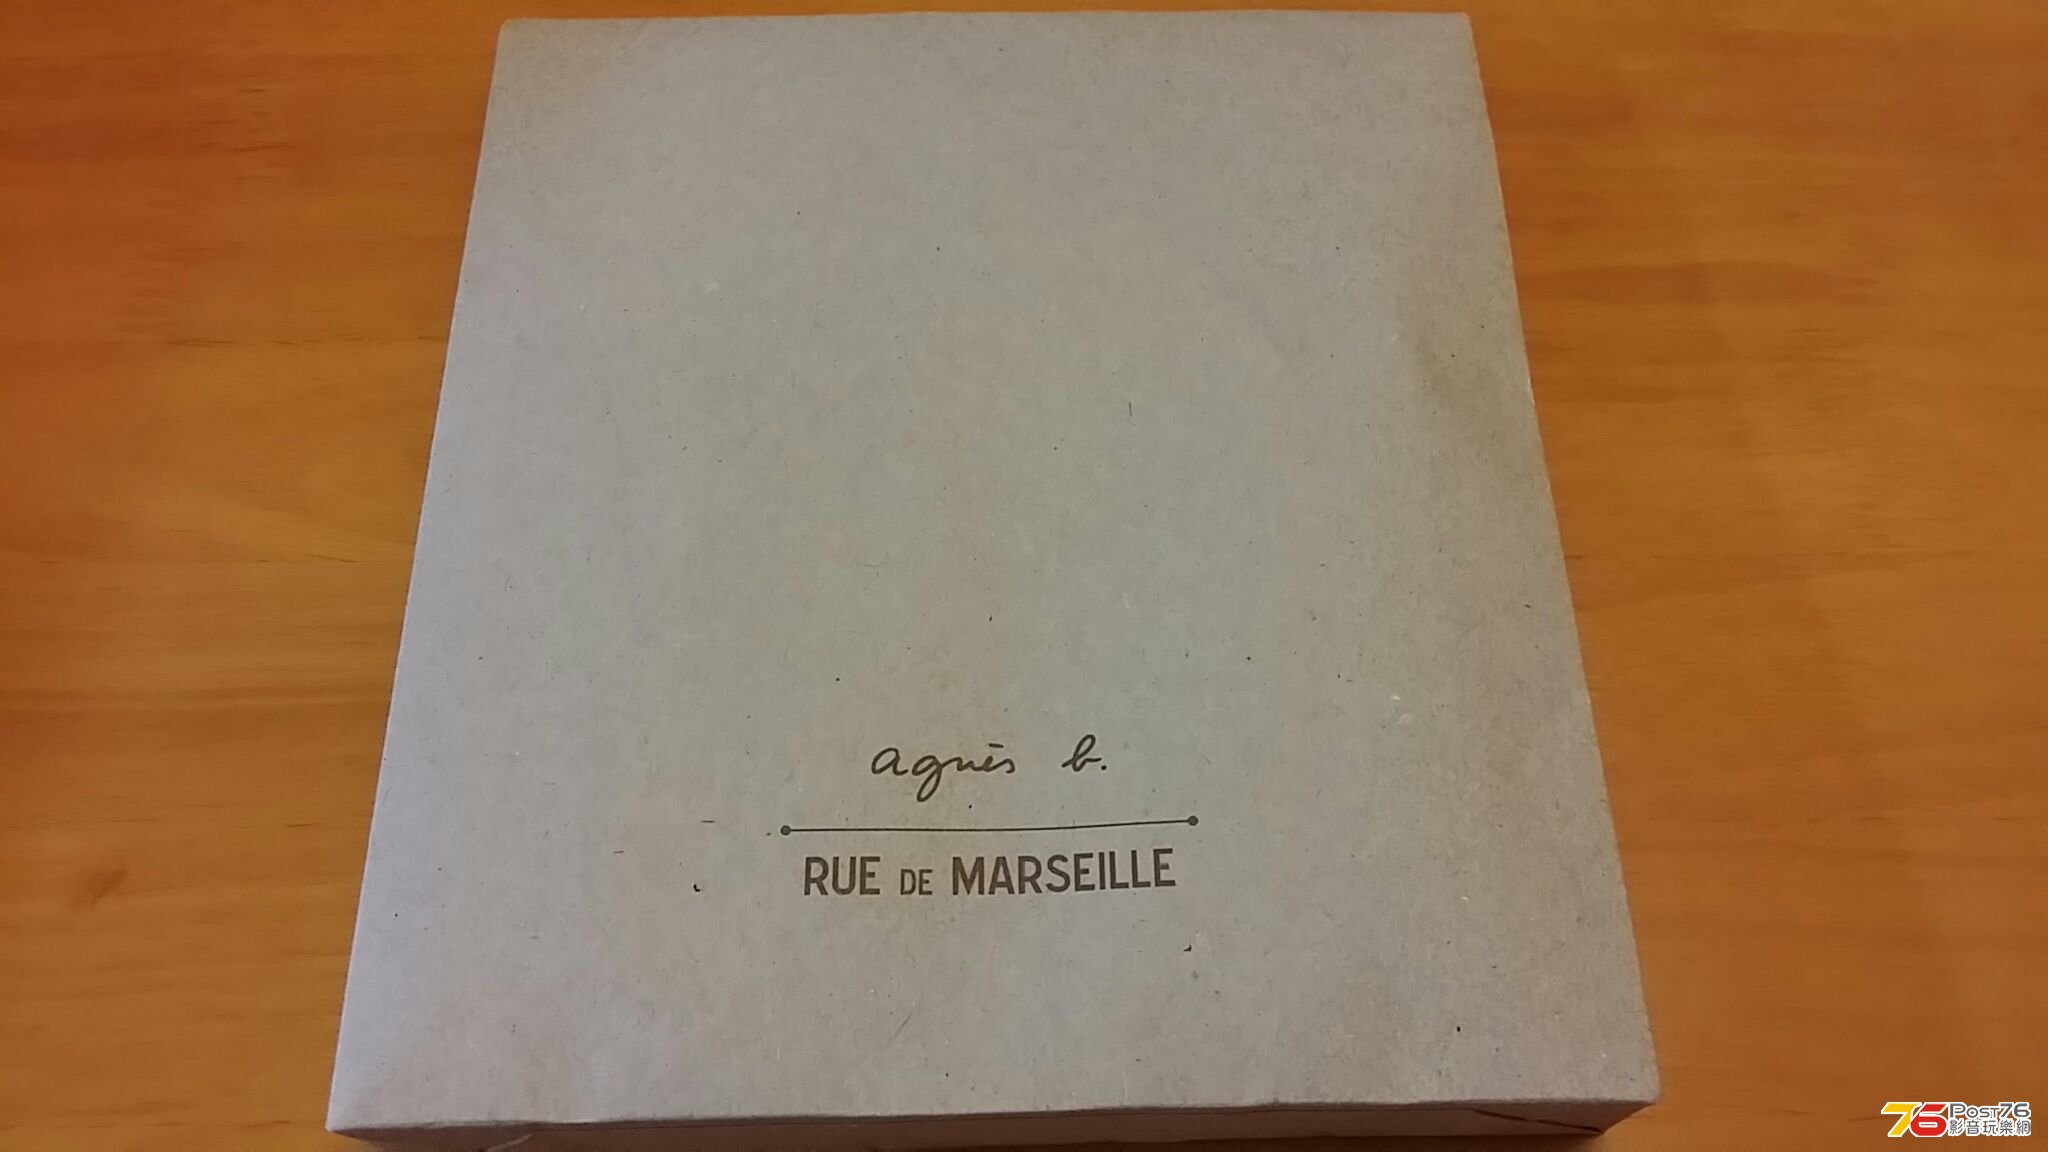 agnès b.
RUE DE MARSEILLE
76 Post76
影音玩樂網